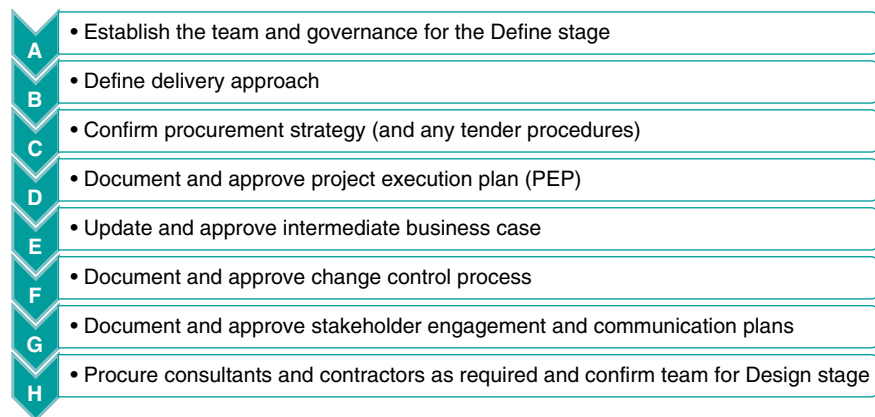 A • Establish the team and governance for the Define stage
B • Define delivery approach
C • Confirm procurement strategy (and any tender procedures)
D • Document and approve project execution plan (PEP)
E • Update and approve intermediate business case
F • Document and approve change control process
G • Document and approve stakeholder engagement and communication plans
H • Procure consultants and contractors as required and confirm team for Design stage